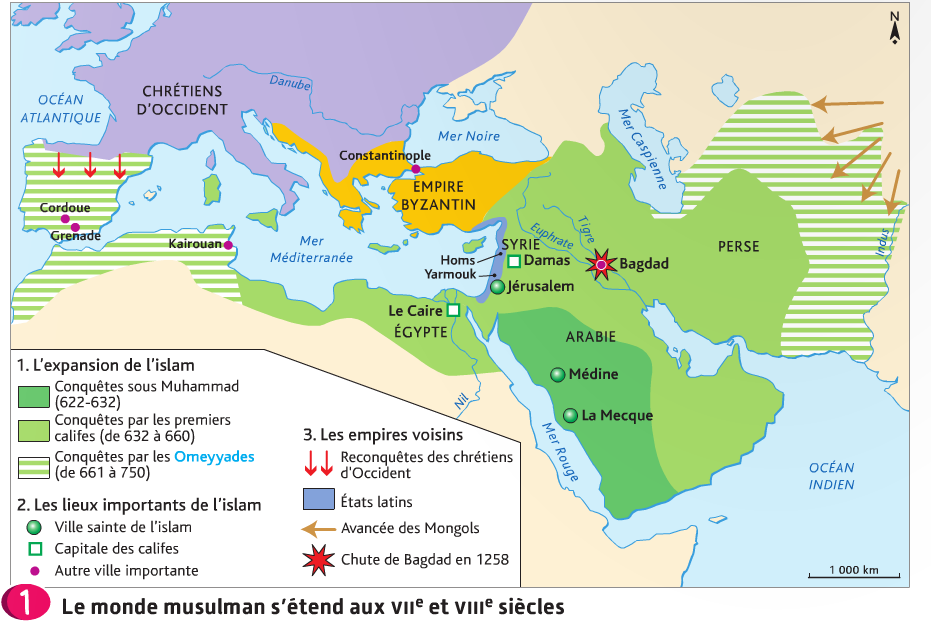 N
OCÉAN
ATLANTIQUE
CHRÉTIENS
D'OCCIDENT
Danube
Mer Noire
Mer Caspienne
Constantinople
EMPIRE
BYZANTIN
Cordoue
Grenade
Kairouan
Mer
Méditerranée
Homs
Yarmouk
SYRIE
Damas
Jérusalem
Euphrate
Tigre
Bagdad
PERSE
Indus
Le Caire
ÉGYPTE
Nil
ARABIE
Médine
La Mecque
Mer Rouge
OCÉAN
INDIEN
1 000 km
1. L'expansion de l'islam
Conquêtes sous Muhammad
(622-632)
Conquêtes par les premiers
califes (de 632 à 660)
Conquêtes par les Omeyyades
(de 661 à 750)
2. Les lieux importants de l'islam
Ville sainte de l'islam
Capitale des califes
Autre ville importante
3. Les empires voisins
Reconquêtes des chrétiens
d'Occident
États latins
Avancée des Mongols
Chute de Bagdad en 1258
1 Le monde musulman s'étend aux VIIe et VIIIe siècles